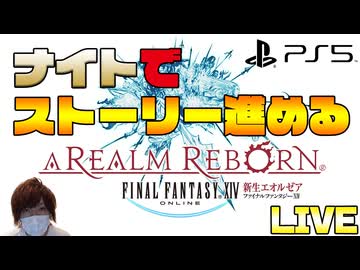 ナイトで
PS5
ストーリー進める
A REALM REBORN
FINAL FANTASY XIV
ONLINE
新生エオルゼア
ファイナルファンタジーXIV
LIVE